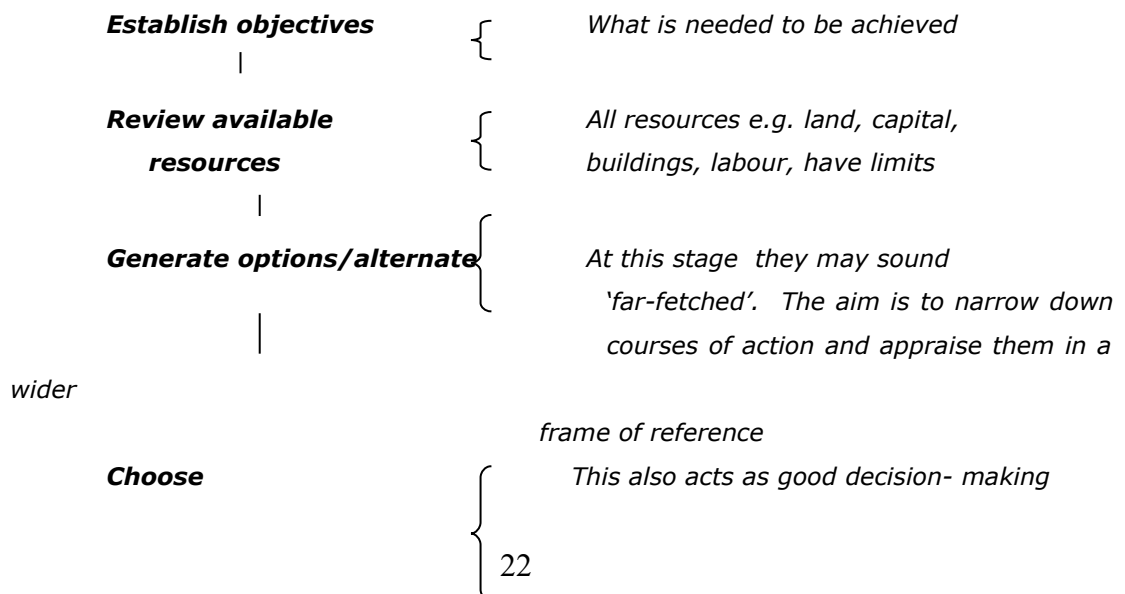 Establish objectives What is needed to be achieved
Review available All resources e.g. land, capital,
resources buildings, labour, have limits
Generate options/alternate At this stage they may sound
‘far-fetched’. The aim is to narrow down
courses of action and appraise them in a
wider
frame of reference
Choose This also acts as good decision- making
22